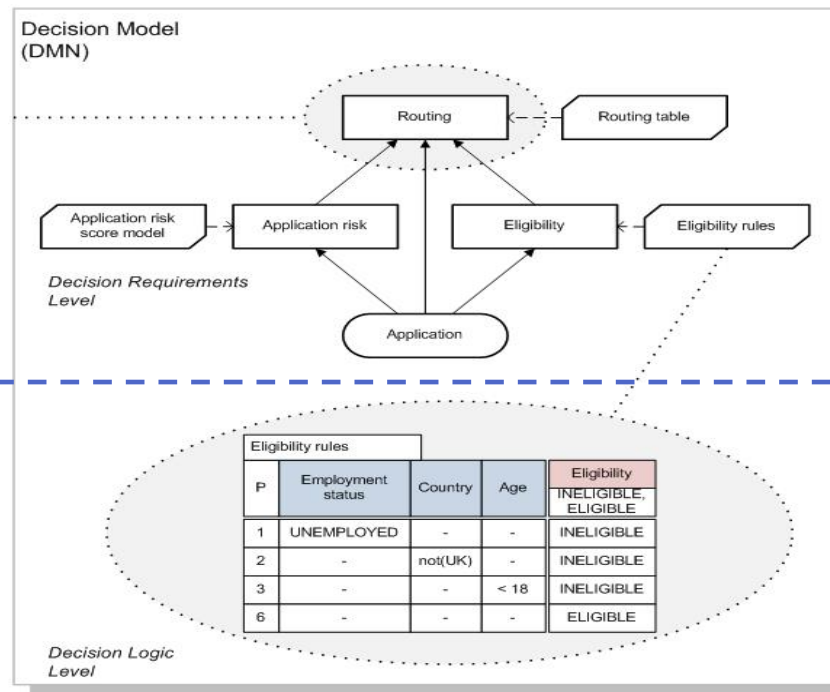 Decision Model
(DMN)
Routing
Routing table
Application risk
score model
Application risk
Eligibility
Eligibility rules
Decision Requirements
Level
Application
Eligibility rules
P
Employment
status
Country
Age
Eligibility
INELIGIBLE,
ELIGIBLE
1 UNEMPLOYED - - INELIGIBLE
2 - not(UK) - INELIGIBLE
3 - - < 18 INELIGIBLE
6 - - - ELIGIBLE
Decision Logic
Level